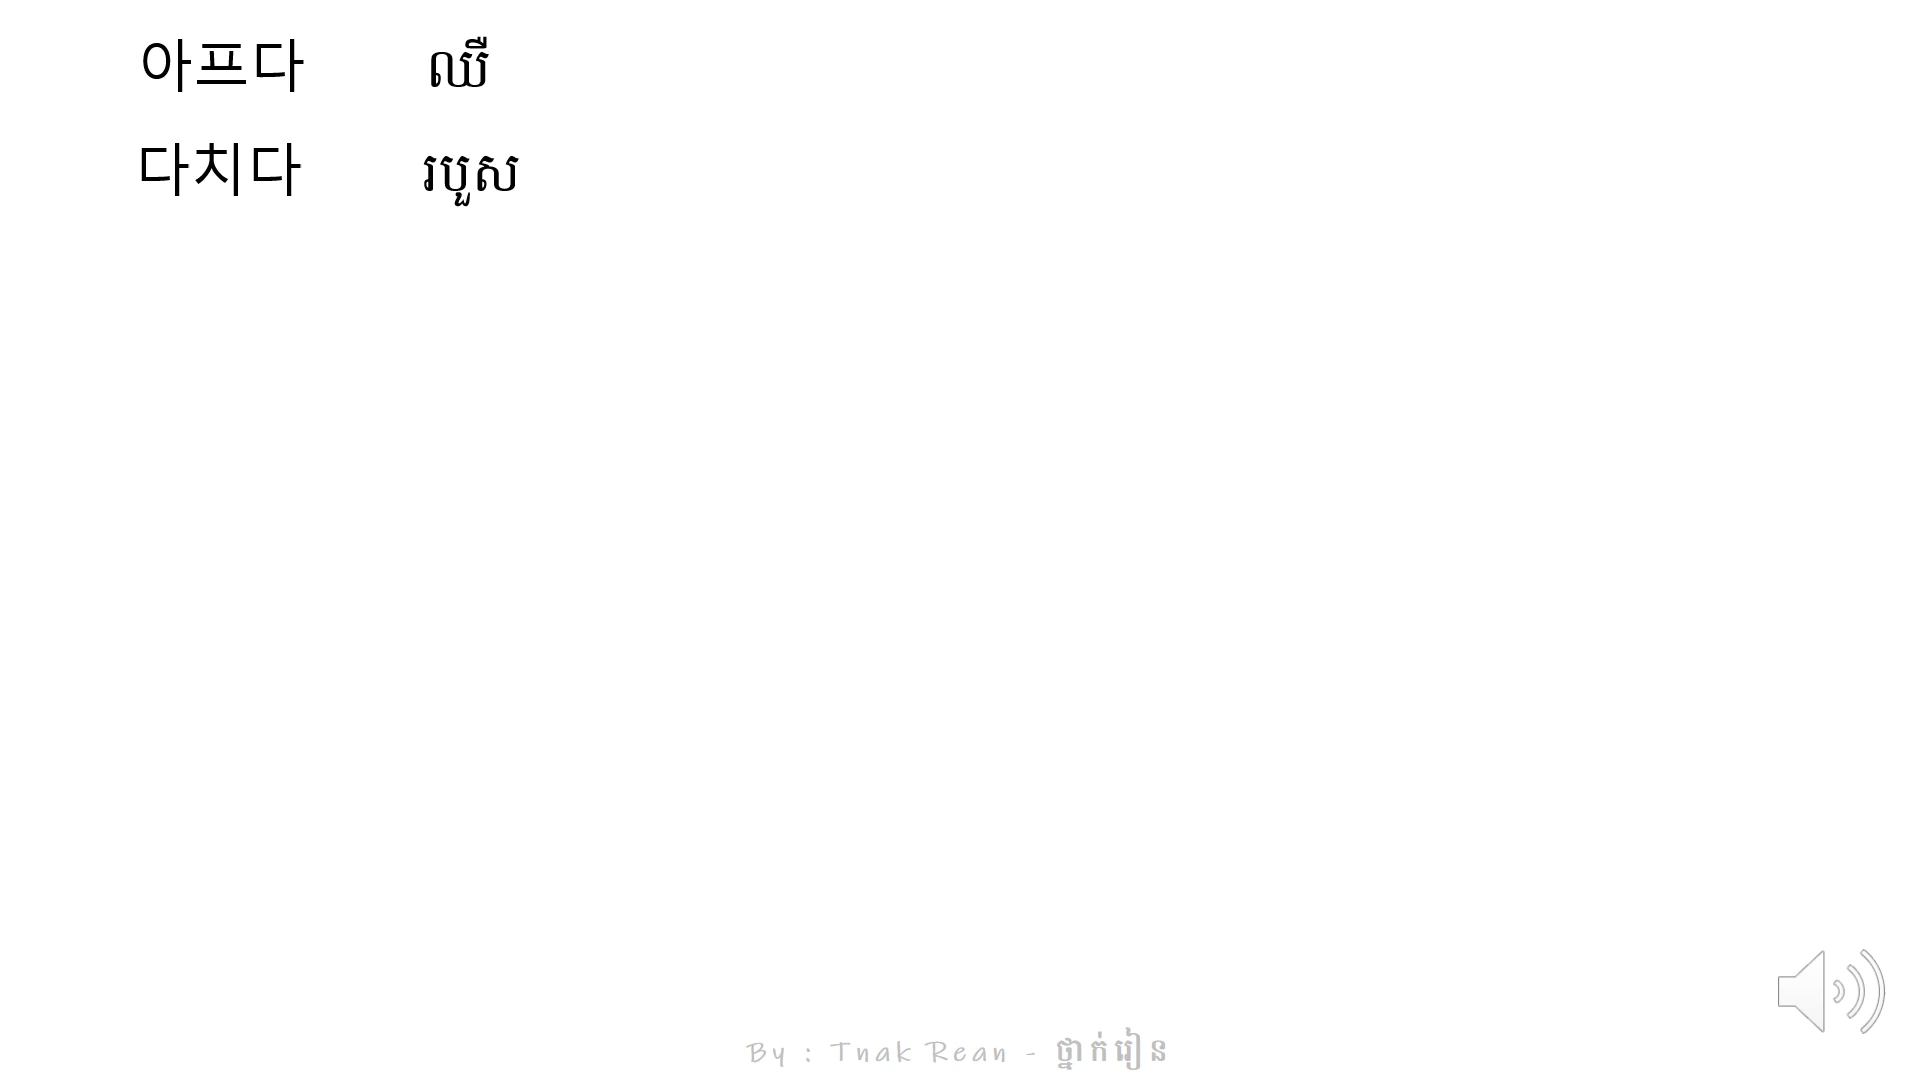 아프다 ឈឺ
다치다 របួស
By : Tnak Rean - ថ្នាក់រៀន